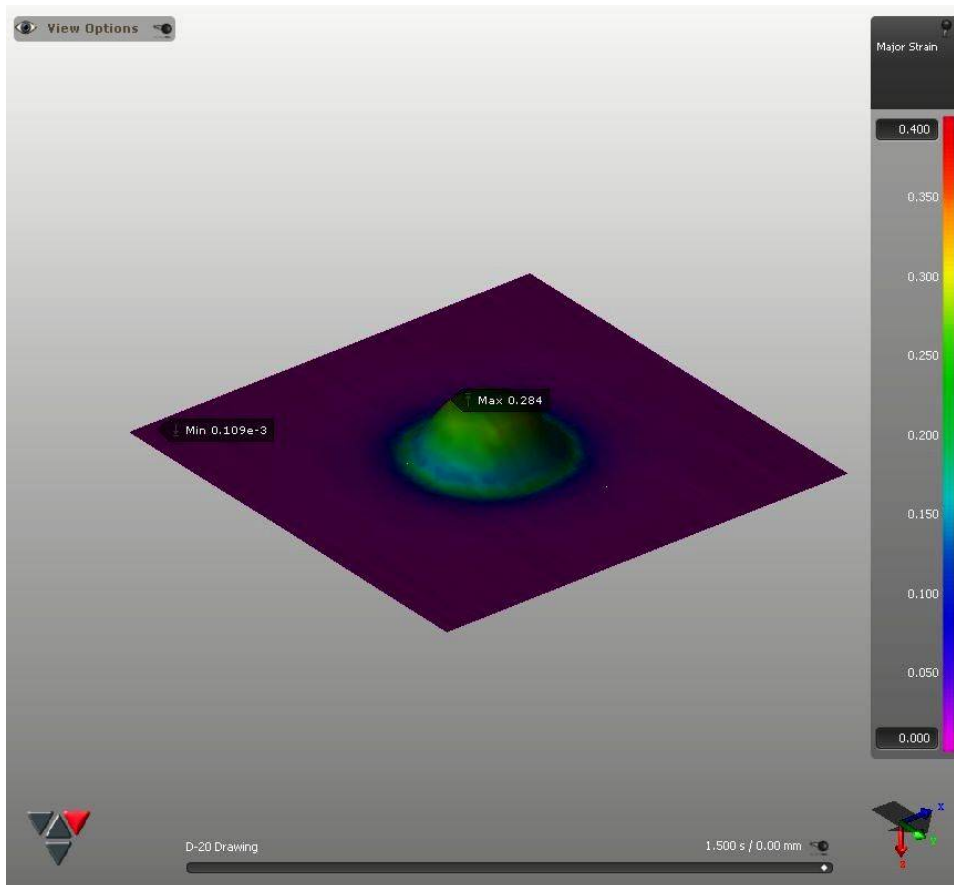 View Options
Major Strain
0.400
0.350
0.300
0.250
0.200
0.150
0.100
0.050
0.000
Max 0.284
Min 0.109e-3
X
Y
Z
D-20 Drawing
1.500 s / 0.00 mm